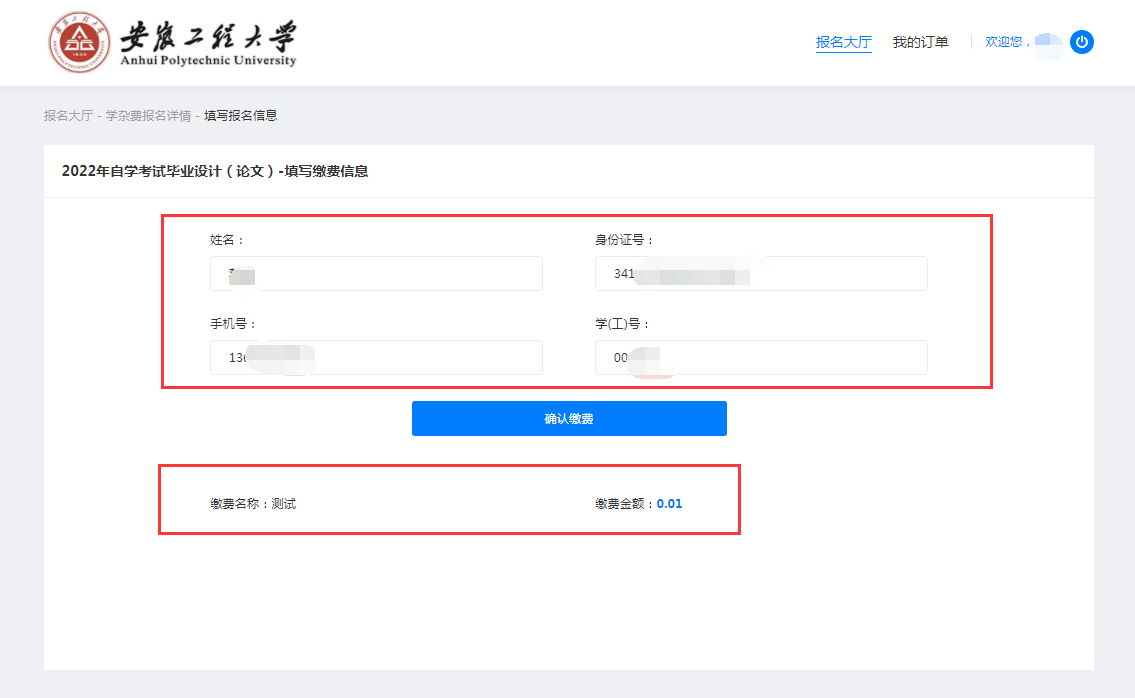 安徽工程大学
Anhui Polytechnic University
报名大厅 我的订单 欢迎您，
报名大厅 - 学杂费报名详情 - 填写报名信息
2022年自学考试毕业设计（论文）-填写缴费信息
姓名： 身份证号：
341
手机号： 学(工)号：
13 00
确认缴费
缴费名称：测试 缴费金额：0.01